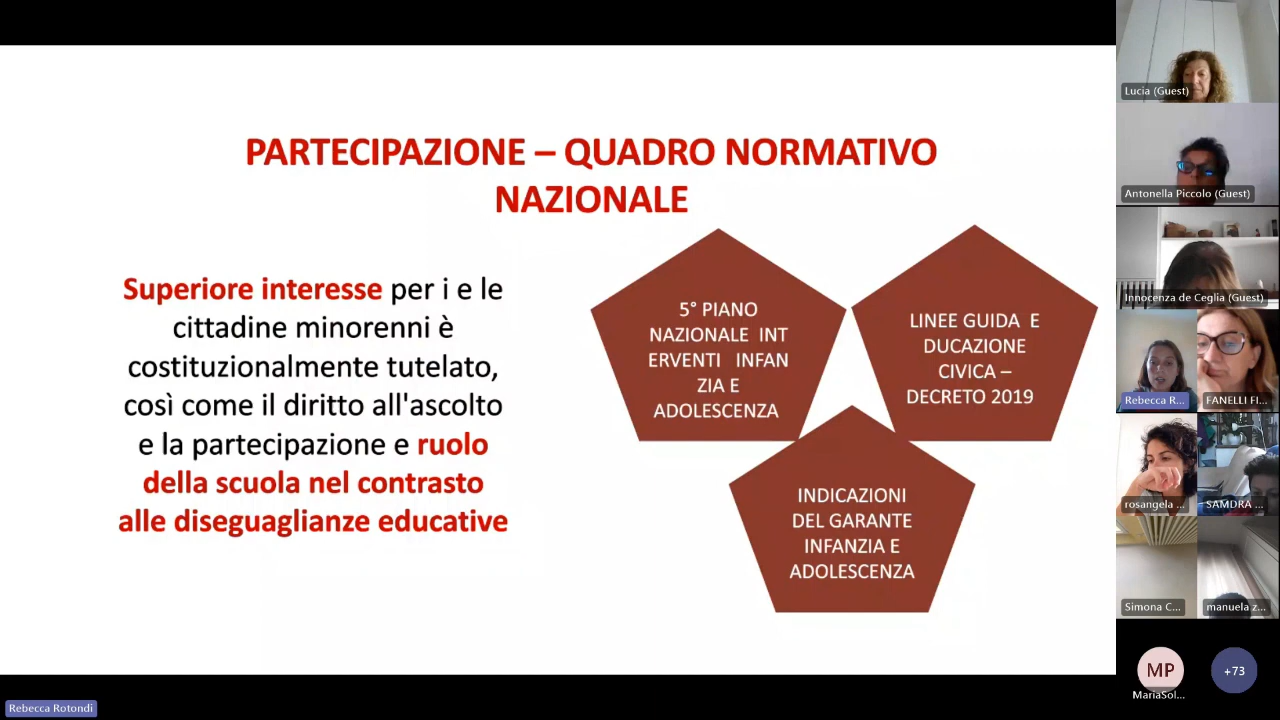 PARTECIPAZIONE – QUADRO NORMATIVO
NAZIONALE
Superiore interesse per i e le
cittadine minorenni è
costituzionalmente tutelato,
così come il diritto all'ascolto
e la partecipazione e ruolo
della scuola nel contrasto
alle diseguaglianze educative
5° PIANO
NAZIONALE INT
ERVENTI INFAN
ZIA E
ADOLESCENZA
LINEE GUIDA E
DUCAZIONE
CIVICA –
DECRETO 2019
INDICAZIONI
DEL GARANTE
INFANZIA E
ADOLESCENZA
Lucia (Guest)
Antonella Piccolo (Guest)
Innocenza de Ceglia (Guest)
Rebecca R...
FANELLI FI...
rosangela ...
SAMDRA ...
Simona C...
manuela z...
MP
MariaSol...
+73
Rebecca Rotondi